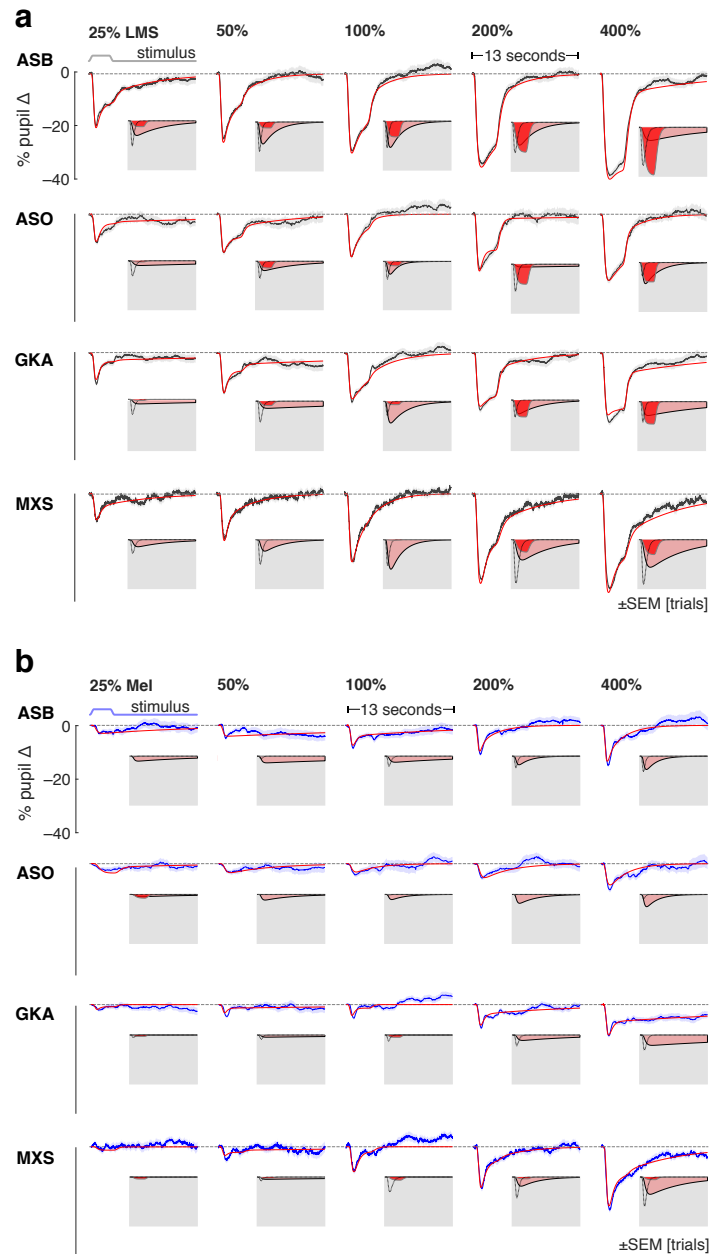 a
25% LMS 50% 100% 200% 400%
ASB stimulus
13 seconds
0
−20
−40
% pupil Δ
ASO
GKA
MXS
±SEM [trials]
b
25% Mel 50% 100% 200% 400%
ASB stimulus
13 seconds
0
−20
−40
% pupil Δ
ASO
GKA
MXS
±SEM [trials]